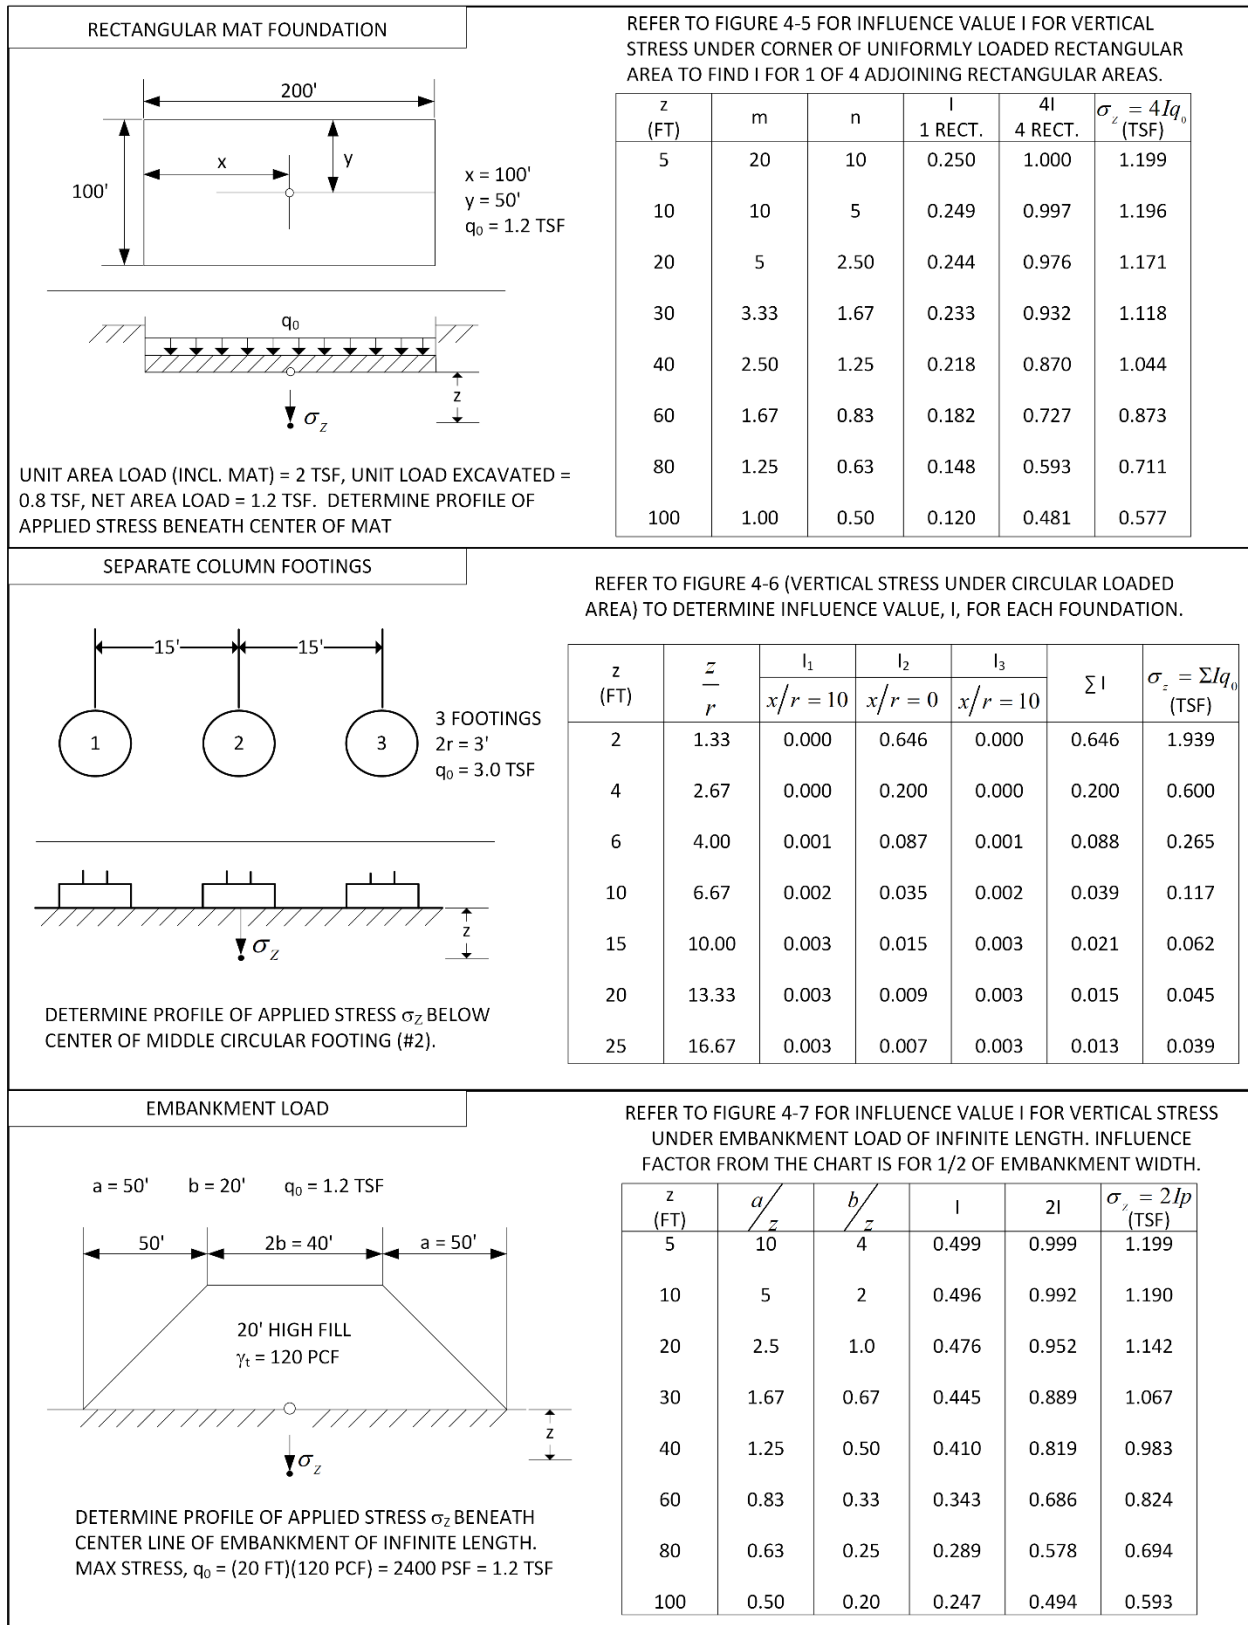 RECTANGULAR MAT FOUNDATION
200'
100'
x
y
x = 100'
y = 50'
q₀ = 1.2 TSF
q₀
z
σ_z
UNIT AREA LOAD (INCL. MAT) = 2 TSF, UNIT LOAD EXCAVATED =
0.8 TSF, NET AREA LOAD = 1.2 TSF. DETERMINE PROFILE OF
APPLIED STRESS BENEATH CENTER OF MAT
REFER TO FIGURE 4-5 FOR INFLUENCE VALUE I FOR VERTICAL
STRESS UNDER CORNER OF UNIFORMLY LOADED RECTANGULAR
AREA TO FIND I FOR 1 OF 4 ADJOINING RECTANGULAR AREAS.
z (FT) m n I 1 RECT. 4I 4 RECT. σ_z = 4Iq₀ (TSF)
5 20 10 0.250 1.000 1.199
10 10 5 0.249 0.997 1.196
20 5 2.50 0.244 0.976 1.171
30 3.33 1.67 0.233 0.932 1.118
40 2.50 1.25 0.218 0.870 1.044
60 1.67 0.83 0.182 0.727 0.873
80 1.25 0.63 0.148 0.593 0.711
100 1.00 0.50 0.120 0.481 0.577
SEPARATE COLUMN FOOTINGS
15' 15'
1 2 3
3 FOOTINGS
2r = 3'
q₀ = 3.0 TSF
z
σ_Z
DETERMINE PROFILE OF APPLIED STRESS σ_Z BELOW
CENTER OF MIDDLE CIRCULAR FOOTING (#2).
REFER TO FIGURE 4-6 (VERTICAL STRESS UNDER CIRCULAR LOADED
AREA) TO DETERMINE INFLUENCE VALUE, I, FOR EACH FOUNDATION.
z (FT) z/r I₁ x/r = 10 I₂ x/r = 0 I₃ x/r = 10 ∑ I σ_z = ΣIq₀ (TSF)
2 1.33 0.000 0.646 0.000 0.646 1.939
4 2.67 0.000 0.200 0.000 0.200 0.600
6 4.00 0.001 0.087 0.001 0.088 0.265
10 6.67 0.002 0.035 0.002 0.039 0.117
15 10.00 0.003 0.015 0.003 0.021 0.062
20 13.33 0.003 0.009 0.003 0.015 0.045
25 16.67 0.003 0.007 0.003 0.013 0.039
EMBANKMENT LOAD
a = 50' b = 20' q₀ = 1.2 TSF
50' 2b = 40' a = 50'
20' HIGH FILL
γₜ = 120 PCF
z
σ_Z
DETERMINE PROFILE OF APPLIED STRESS σ_Z BENEATH
CENTER LINE OF EMBANKMENT OF INFINITE LENGTH.
MAX STRESS, q₀ = (20 FT)(120 PCF) = 2400 PSF = 1.2 TSF
REFER TO FIGURE 4-7 FOR INFLUENCE VALUE I FOR VERTICAL STRESS
UNDER EMBANKMENT LOAD OF INFINITE LENGTH. INFLUENCE
FACTOR FROM THE CHART IS FOR 1/2 OF EMBANKMENT WIDTH.
z (FT) a/z b/z I 2I σ_z = 2Ip (TSF)
5 10 4 0.499 0.999 1.199
10 5 2 0.496 0.992 1.190
20 2.5 1.0 0.476 0.952 1.142
30 1.67 0.67 0.445 0.889 1.067
40 1.25 0.50 0.410 0.819 0.983
60 0.83 0.33 0.343 0.686 0.824
80 0.63 0.25 0.289 0.578 0.694
100 0.50 0.20 0.247 0.494 0.593